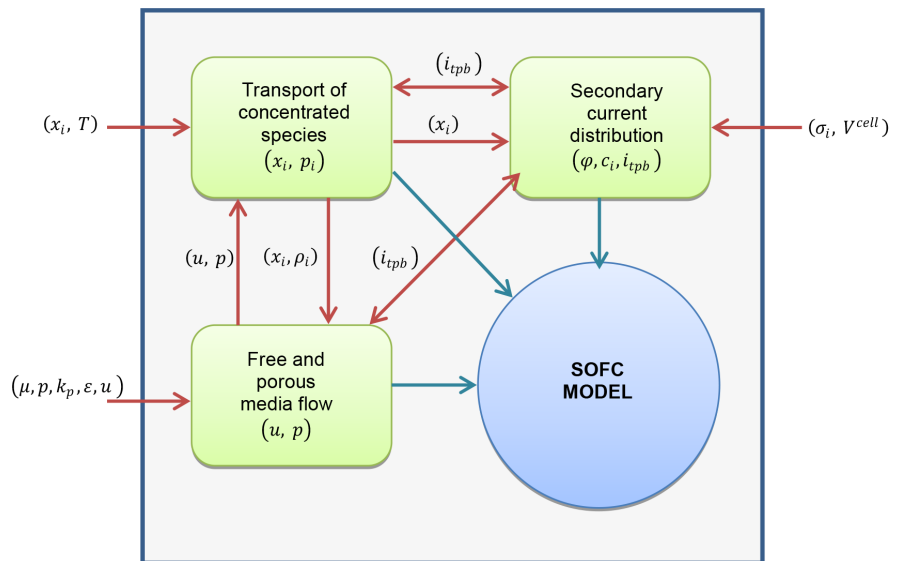 Transport of
concentrated
species
(x_i, p_i)
(i_tpb)
(x_i)
Secondary
current
distribution
(φ, c_i, i_tpb)
(x_i, T)
(σ_i, V^cell)
(u, p)
(x_i, ρ_i)
(i_tpb)
Free and
porous
media flow
(u, p)
(μ, p, k_p, ε, u)
SOFC
MODEL